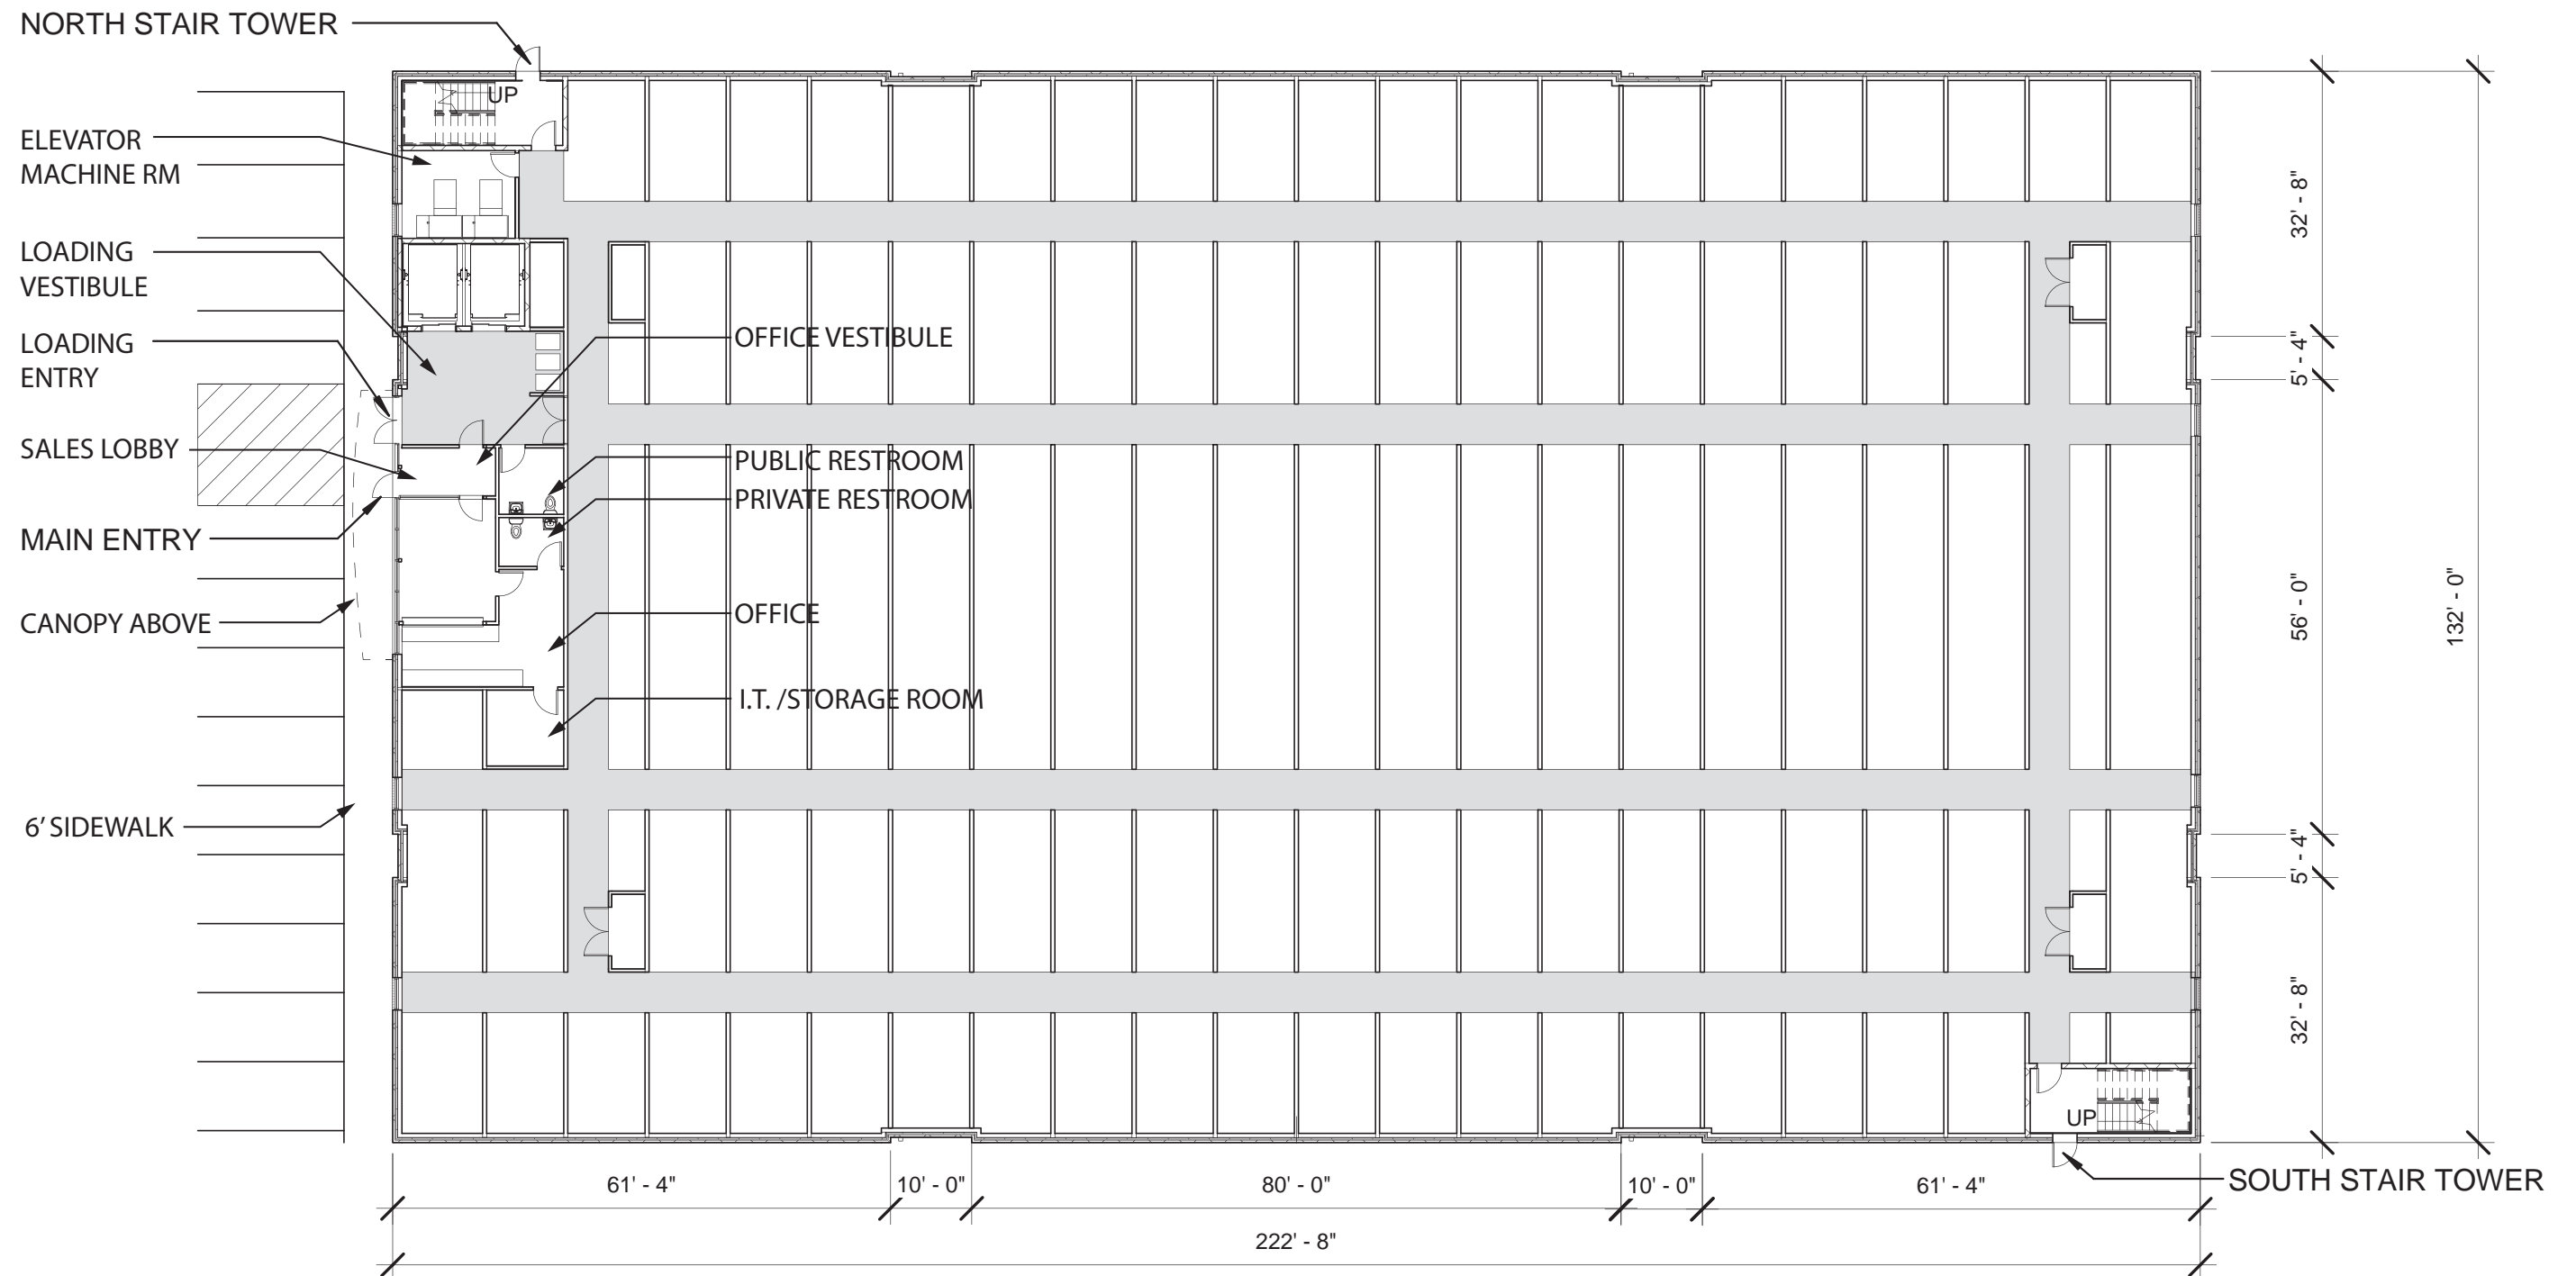 NORTH STAIR TOWER
UP
ELEVATOR
MACHINE RM
LOADING
VESTIBULE
LOADING
ENTRY
SALES LOBBY
MAIN ENTRY
CANOPY ABOVE
6' SIDEWALK
OFFICE VESTIBULE
PUBLIC RESTROOM
PRIVATE RESTROOM
OFFICE
I.T. /STORAGE ROOM
32' - 8"
5' - 4"
56' - 0"
132' - 0"
5' - 4"
32' - 8"
UP
SOUTH STAIR TOWER
61' - 4"
10' - 0"
80' - 0"
10' - 0"
61' - 4"
222' - 8"